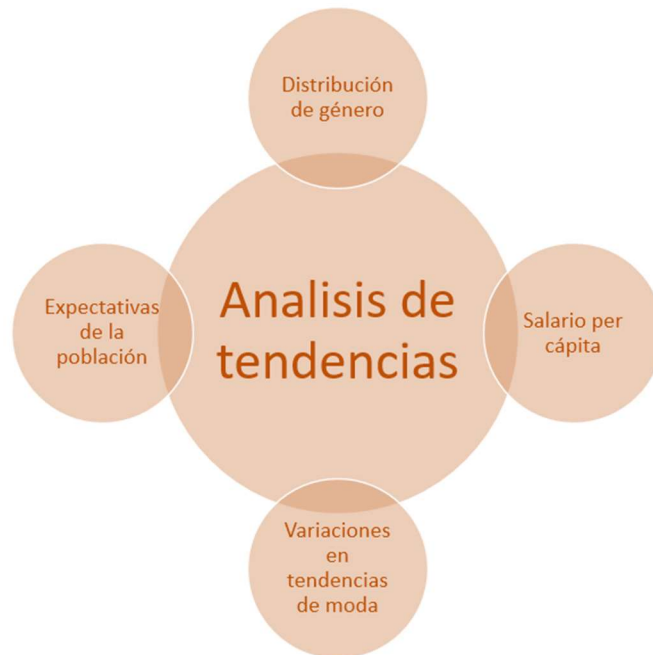 Distribución
de género
Expectativas
de la
población
Analisis de
tendencias
Salario per
cápita
Variaciones
en
tendencias
de moda